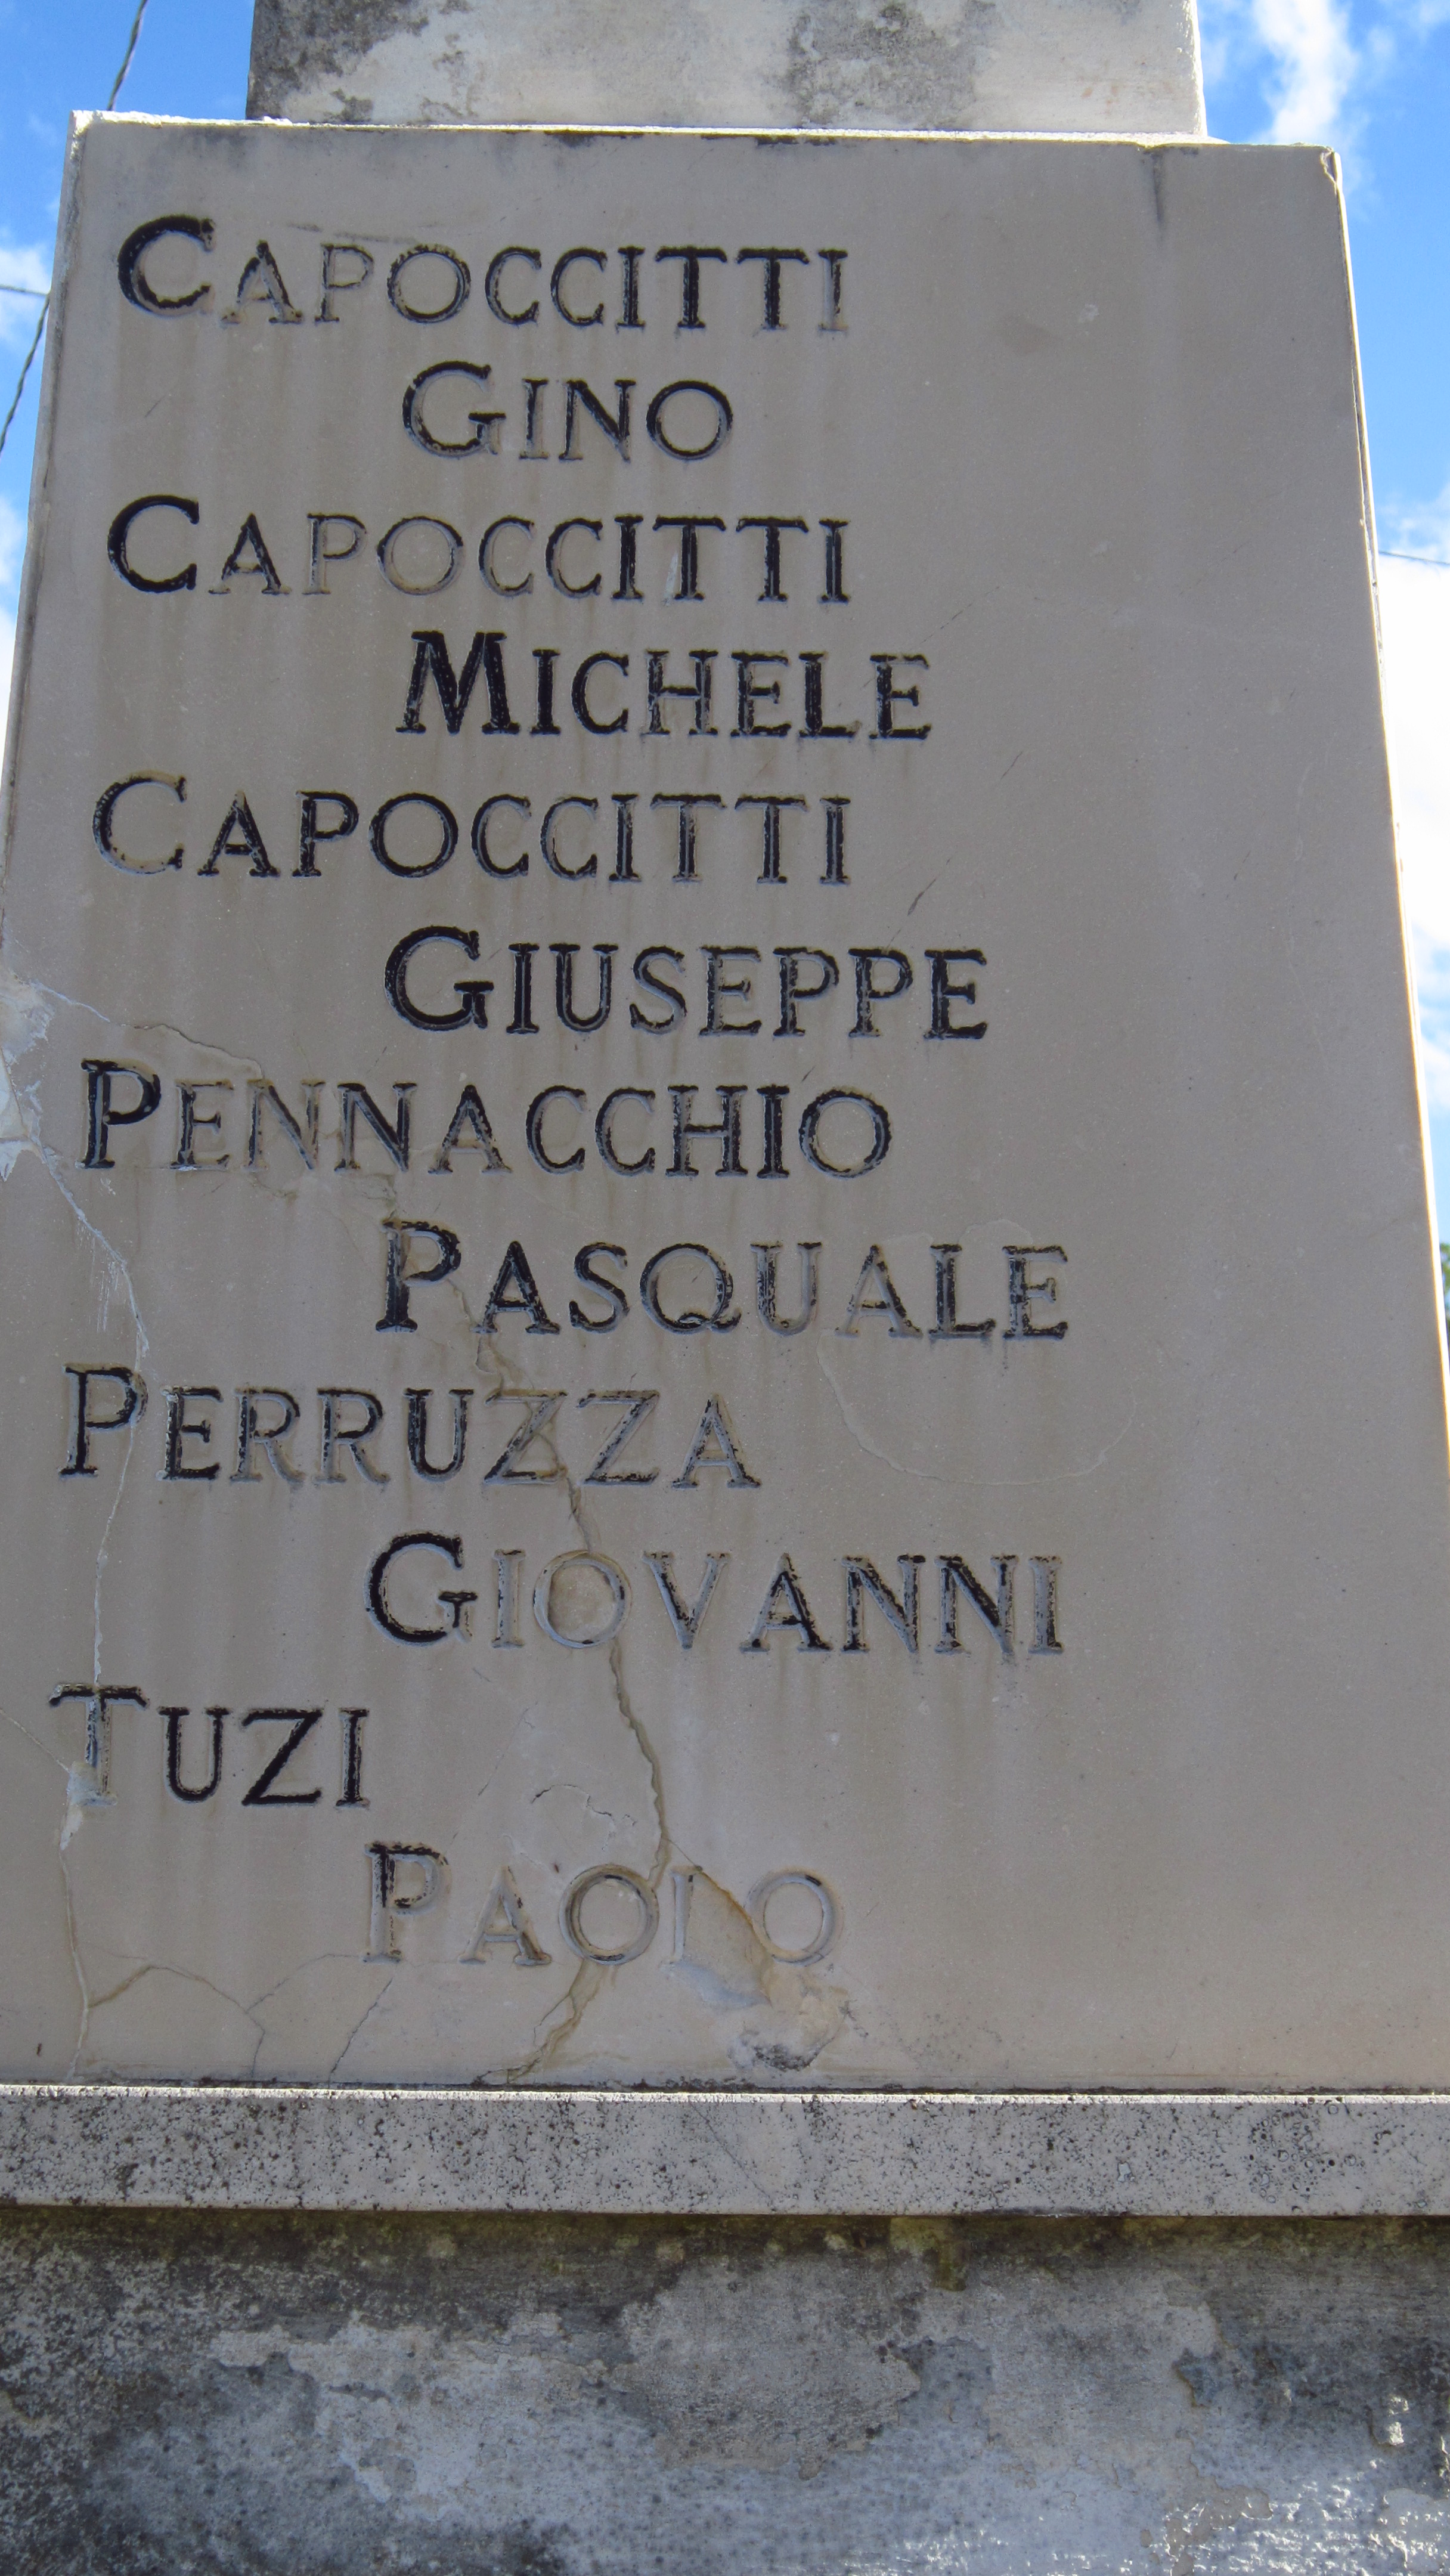 CAPOCCITTI
GINO
CAPOCCITTI
MICHELE
CAPOCCITTI
GIUSEPPE
PENNACCHIO
PASQUALE
PERRUZZA
GIOVANNI
TUZI
PAOLO